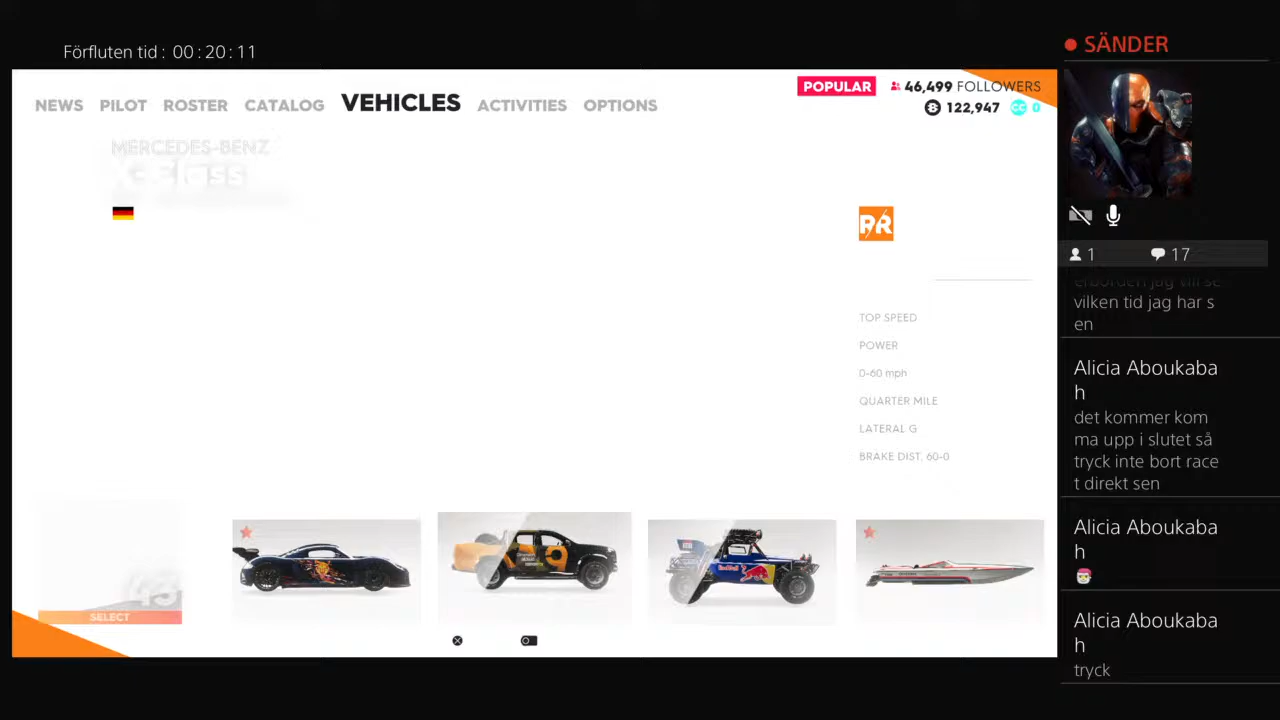 Förfluten tid : 00:20:11
SÄNDER
NEWS PILOT ROSTER CATALOG VEHICLES ACTIVITIES OPTIONS
POPULAR 46,499 FOLLOWERS
122,947 CC 0
MERCEDES-BENZ
X-Class
RR
TOP SPEED
POWER
0-60 mph
QUARTER MILE
LATERAL G
BRAKE DIST. 60-0
SELECT
1 17
vilken tid jag har s
en
Alicia Aboukaba
h
det kommer kom
ma upp i slutet så
tryck inte bort race
t direkt sen
Alicia Aboukaba
h
Alicia Aboukaba
h
tryck